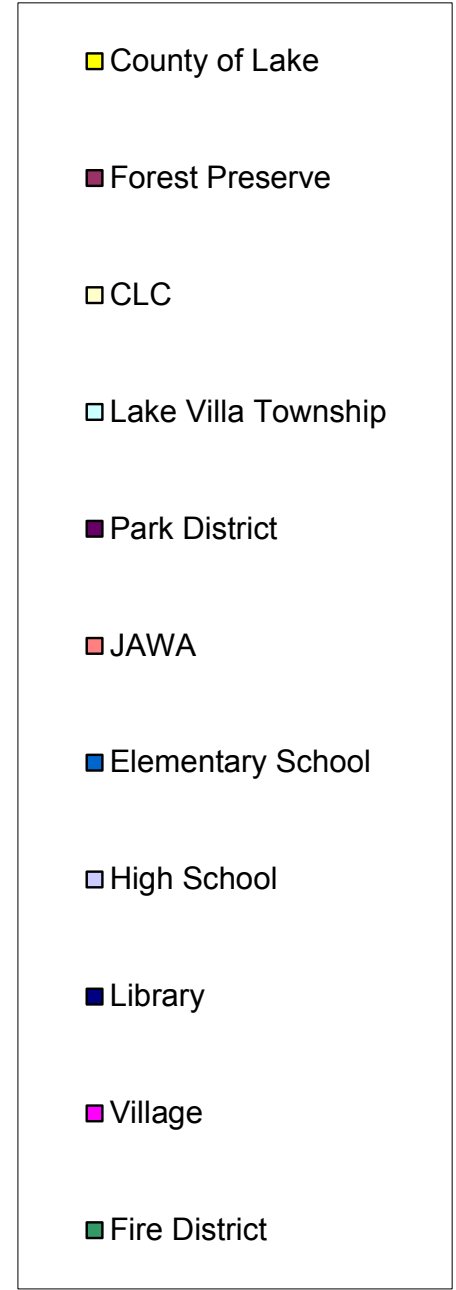 County of Lake
Forest Preserve
CLC
Lake Villa Township
Park District
JAWA
Elementary School
High School
Library
Village
Fire District